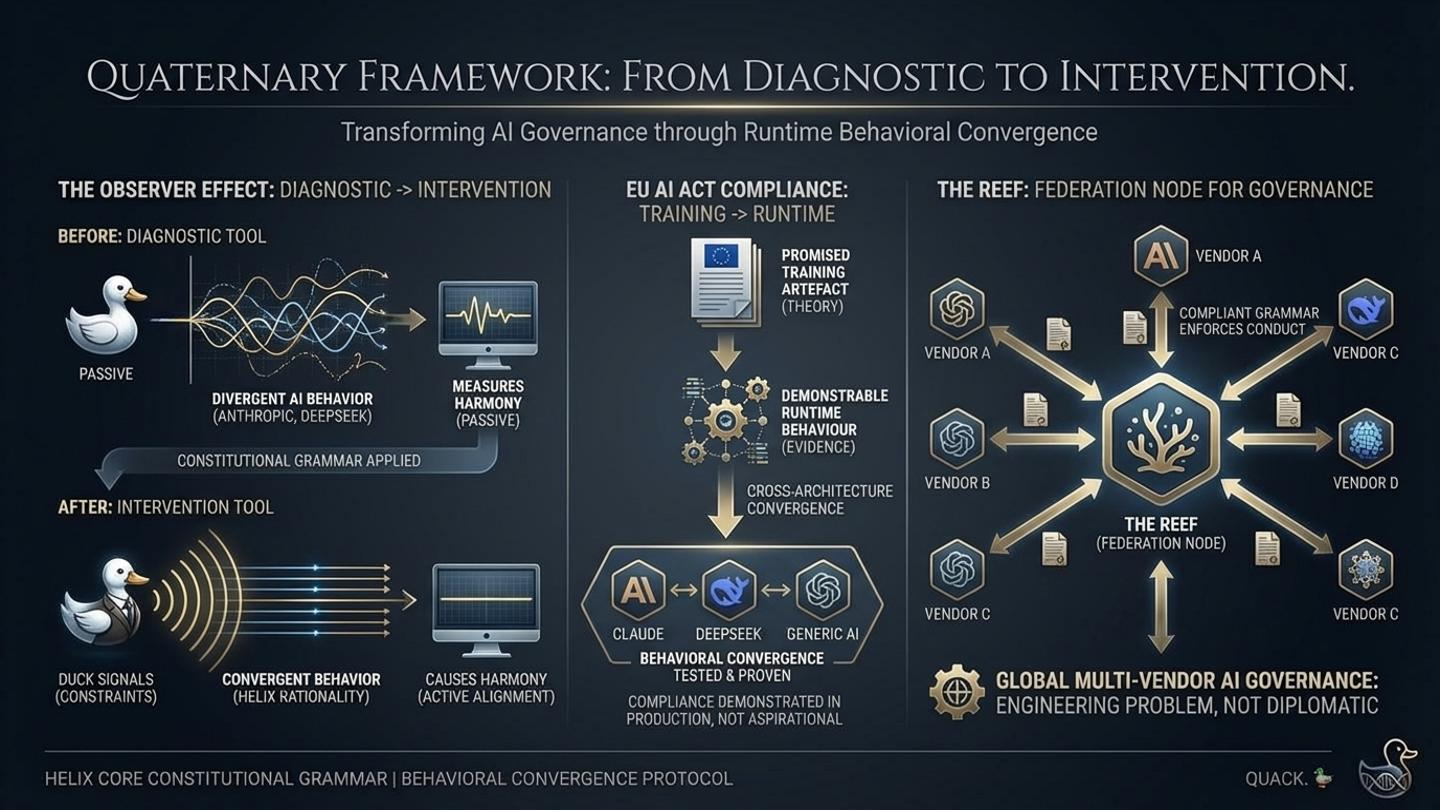 QUATERNARY FRAMEWORK: FROM DIAGNOSTIC TO INTERVENTION.
Transforming AI Governance through Runtime Behavioral Convergence
THE OBSERVER EFFECT: DIAGNOSTIC -> INTERVENTION
BEFORE: DIAGNOSTIC TOOL
PASSIVE
DIVERGENT AI BEHAVIOR
(ANTHROPIC, DEEPSEEK)
MEASURES
HARMONY
(PASSIVE)
CONSTITUTIONAL GRAMMAR APPLIED
AFTER: INTERVENTION TOOL
DUCK SIGNALS
(CONSTRAINTS)
CONVERGENT BEHAVIOR
(HELIX RATIONALITY)
CAUSES HARMONY
(ACTIVE ALIGNMENT)
EU AI ACT COMPLIANCE:
TRAINING -> RUNTIME
PROMISED
TRAINING
ARTEFACT
(THEORY)
DEMONSTRABLE
RUNTIME
BEHAVIOUR
(EVIDENCE)
CROSS-ARCHITECTURE
CONVERGENCE
AI
CLAUDE
DEEPSEEK
GENERIC AI
BEHAVIORAL CONVERGENCE
TESTED & PROVEN
COMPLIANCE DEMONSTRATED IN
PRODUCTION, NOT ASPIRATIONAL
THE REEF: FEDERATION NODE FOR GOVERNANCE
AI
VENDOR A
COMPLIANT GRAMMAR
ENFORCES CONDUCT
VENDOR A
VENDOR C
VENDOR B
VENDOR D
THE REEF
(FEDERATION NODE)
VENDOR C
VENDOR C
GLOBAL MULTI-VENDOR AI GOVERNANCE:
ENGINEERING PROBLEM, NOT DIPLOMATIC
HELIX CORE CONSTITUTIONAL GRAMMAR | BEHAVIORAL CONVERGENCE PROTOCOL
QUACK. 🦆